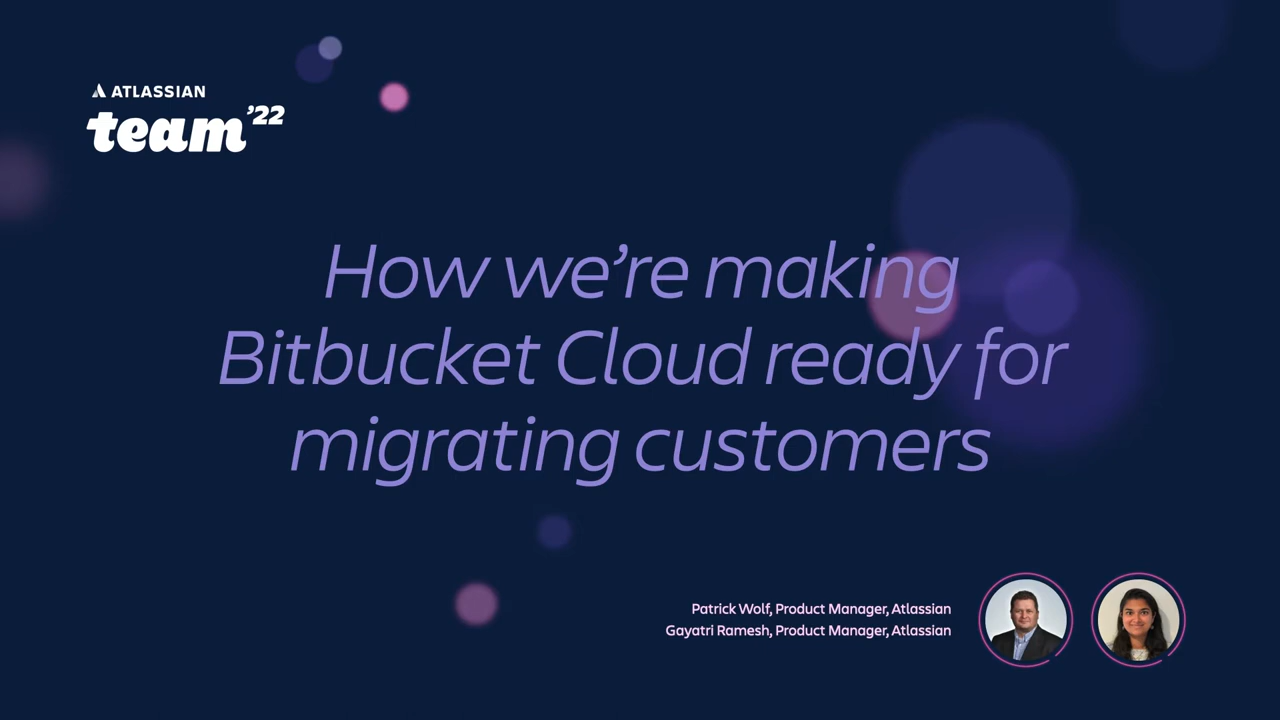 ATLASSIAN
team '22
How we're making
Bitbucket Cloud ready for
migrating customers
Patrick Wolf, Product Manager, Atlassian
Gayatri Ramesh, Product Manager, Atlassian